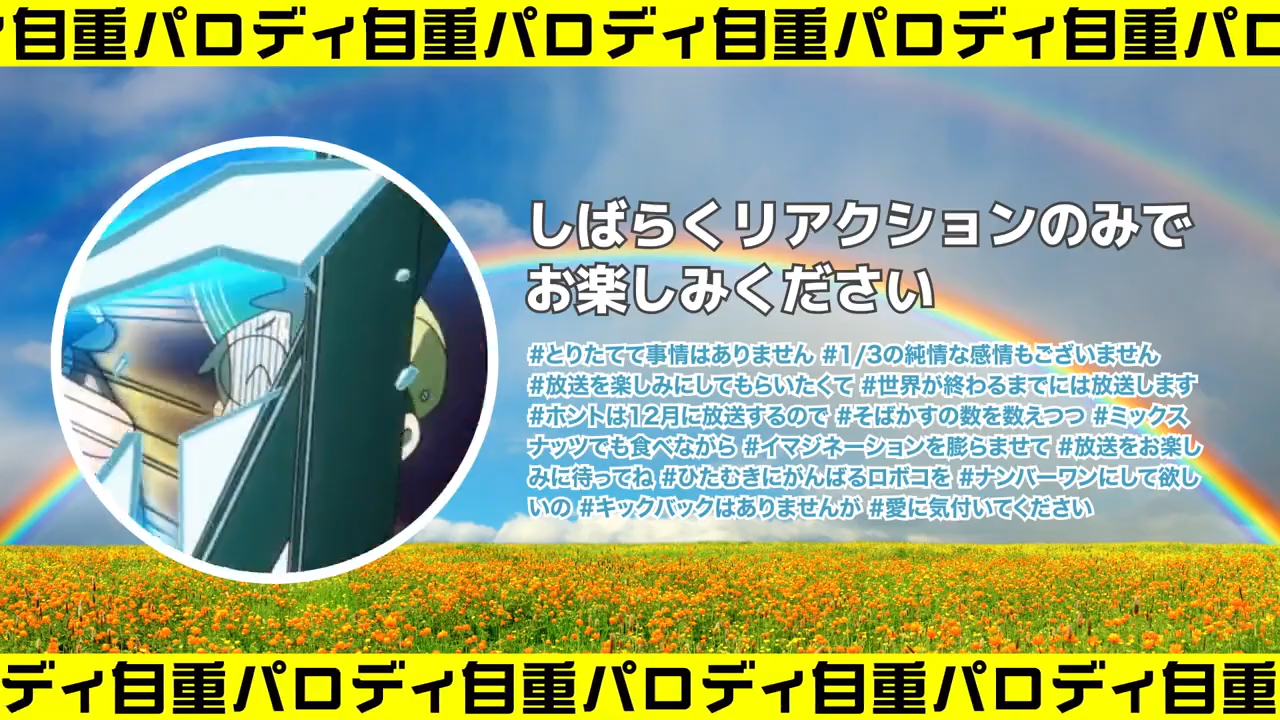 ィ自重パロディ自重パロディ自重パロディ自重パロ
しばらくリアクションのみで
お楽しみください
#とりたてて事情はありません #1/3の純情な感情もございません
#放送を楽しみにしてもらいたくて #世界が終わるまでには放送します
#ホントは12月に放送するので #そばかすの数を数えつつ #ミックス
ナッツでも食べながら #イマジネーションを膨らませて #放送をお楽し
みに待ってね #ひたむきにがんばるロボコを #ナンバーワンにして欲し
いの #キックバックはありませんが #愛に気付いてください
ディ自重パロディ自重パロディ自重パロディ自重